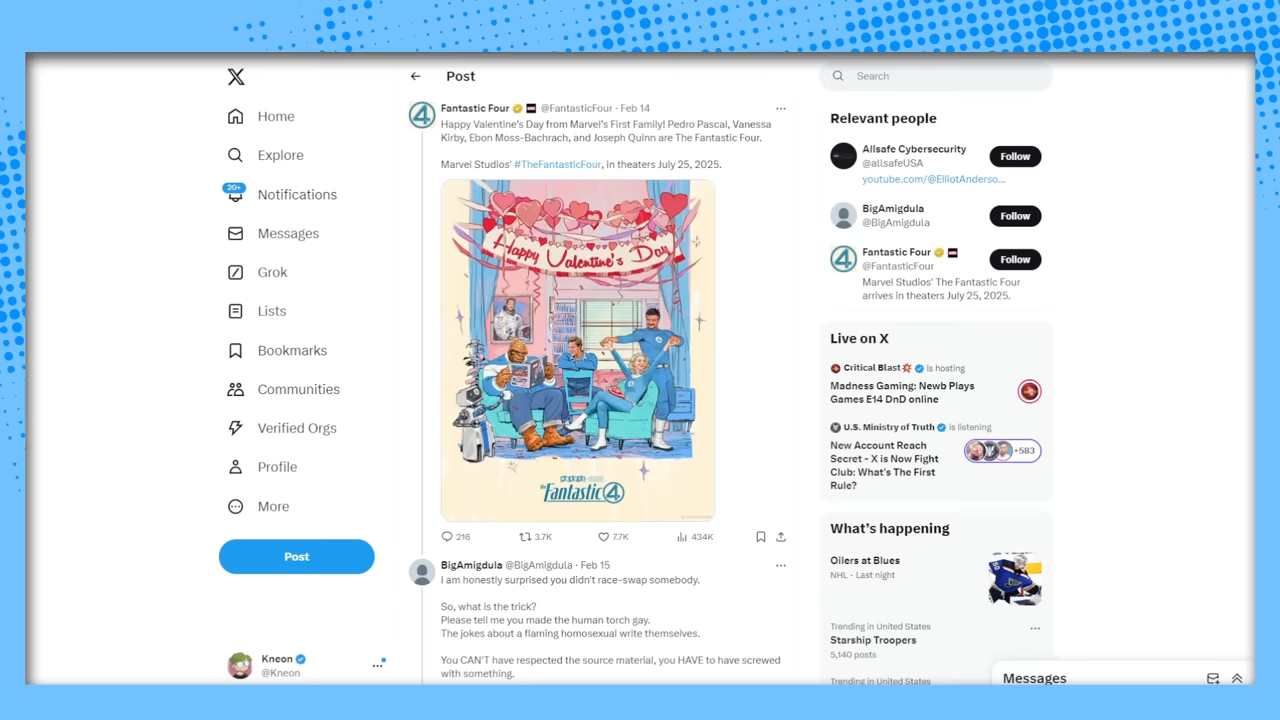 Home
Explore
20+
Notifications
Messages
Grok
Lists
Bookmarks
Communities
Verified Orgs
Profile
More
Post
Kneon
@Kneon
Post
Fantastic Four @FantasticFour · Feb 14
Happy Valentine's Day from Marvel's First Family! Pedro Pascal, Vanessa
Kirby, Ebon Moss-Bachrach, and Joseph Quinn are The Fantastic Four.
Marvel Studios' #TheFantasticFour, in theaters July 25, 2025.
Happy Valentine's Day
the Fantastic 4
216
3.7K
7.7K
434K
BigAmigdula @BigAmigdula · Feb 15
I am honestly surprised you didn't race-swap somebody.
So, what is the trick?
Please tell me you made the human torch gay.
The jokes about a flaming homosexual write themselves.
You CAN'T have respected the source material, you HAVE to have screwed
with something.
Search
Relevant people
Allsafe Cybersecurity
@allsafeUSA
Follow
youtube.com/@ElliotAnderso...
BigAmigdula
@BigAmigdula
Follow
Fantastic Four
@FantasticFour
Follow
Marvel Studios' The Fantastic Four
arrives in theaters July 25, 2025.
Live on X
Critical Blast is hosting
Madness Gaming: Newb Plays
Games E14 DnD online
U.S. Ministry of Truth is listening
New Account Reach
Secret - X is Now Fight
Club: What's The First
Rule?
+583
What's happening
Oilers at Blues
NHL · Last night
Trending in United States
Starship Troopers
5,140 posts
Trending in United States
Messages